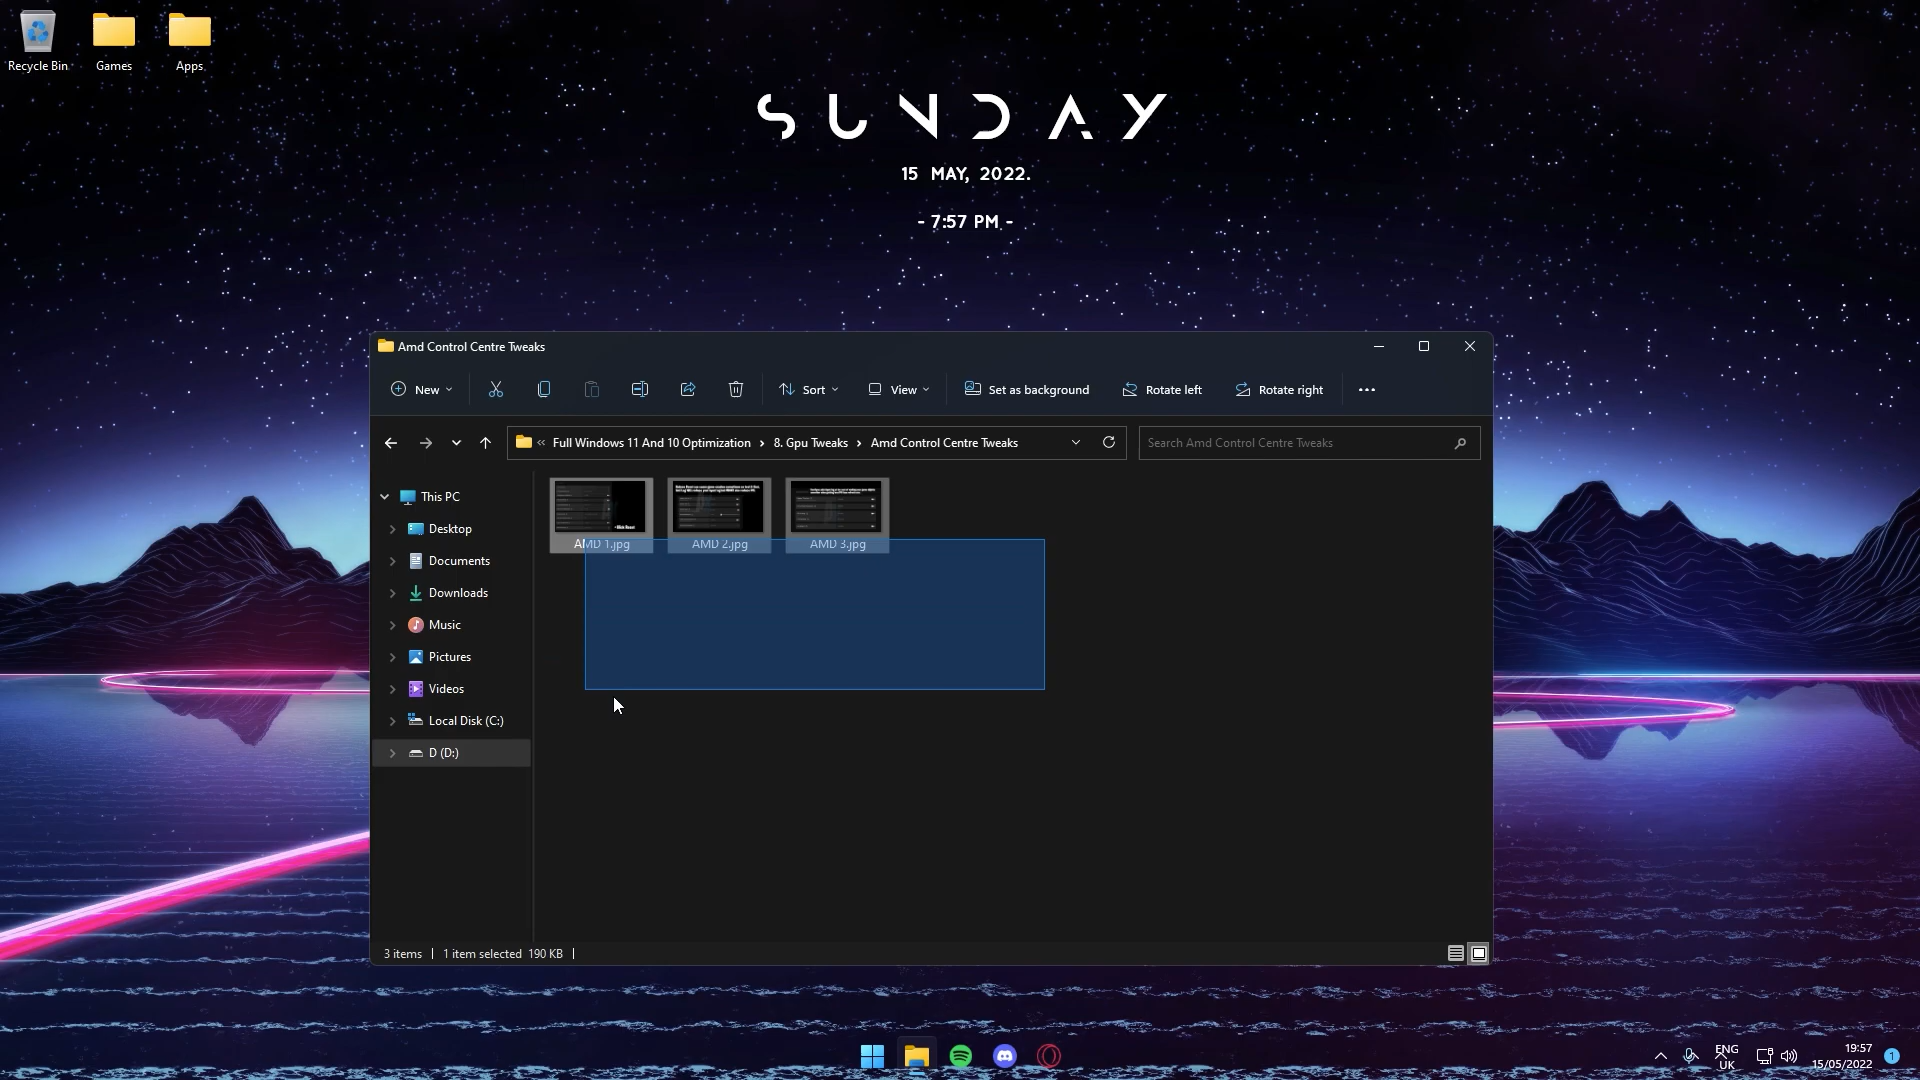 Recycle Bin
Games
Apps
SUNDAY
15 MAY, 2022.
- 7:57 PM -
Amd Control Centre Tweaks
New
Sort
View
Set as background
Rotate left
Rotate right
Full Windows 11 And 10 Optimization
8. Gpu Tweaks
Amd Control Centre Tweaks
Search Amd Control Centre Tweaks
This PC
Desktop
Documents
Downloads
Music
Pictures
Videos
Local Disk (C:)
D (D:)
AMD 1.jpg
AMD 2.jpg
AMD 3.jpg
3 items
1 item selected 190 KB
ENG
UK
19:57
15/05/2022
1